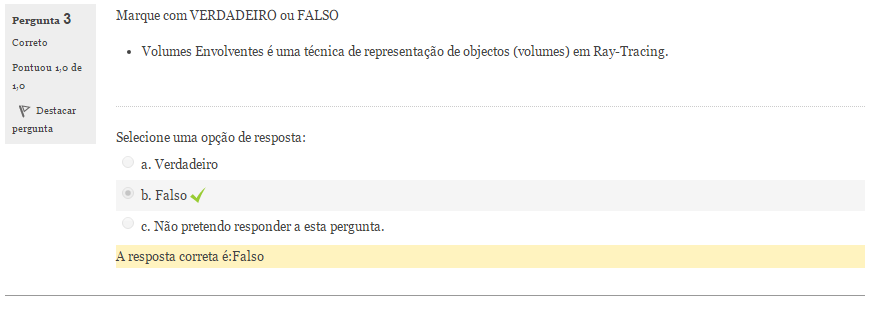 Pergunta 3
Correto
Pontuou 1,0 de
1,0
Destacar
pergunta
Marque com VERDADEIRO ou FALSO
• Volumes Envolventes é uma técnica de representação de objectos (volumes) em Ray-Tracing.
Selecione uma opção de resposta:
a. Verdadeiro
b. Falso
c. Não pretendo responder a esta pergunta.
A resposta correta é:Falso